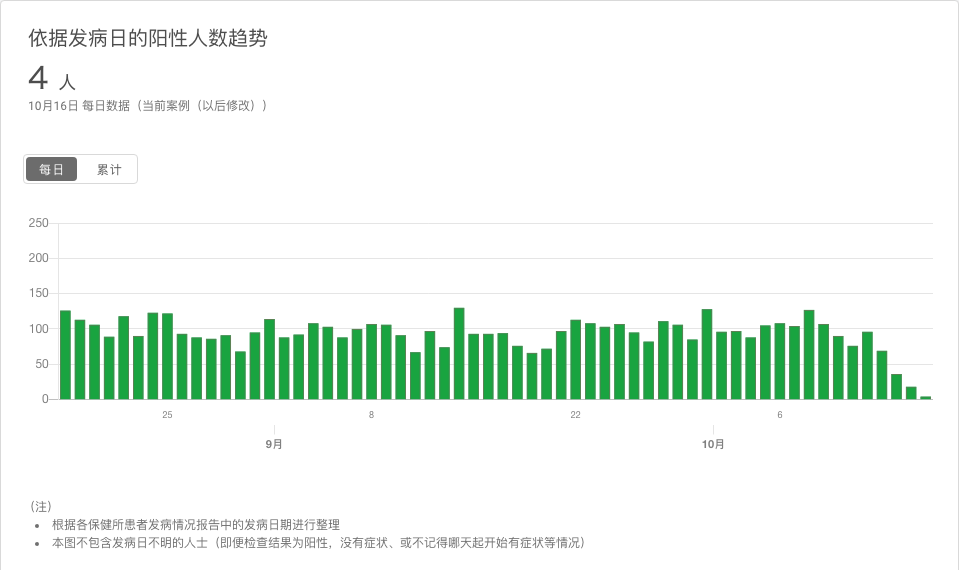 依据发病日的阳性人数趋势
4 人
10月16日 每日数据（当前案例（以后修改））
每日 累计
250
200
150
100
50
0
25 8 22 6
9月 10月
(注)
• 根据各保健所患者发病情况报告中的发病日期进行整理
• 本图不包含发病日不明的人士（即便检查结果为阳性，没有症状、或不记得哪天起开始有症状等情况）